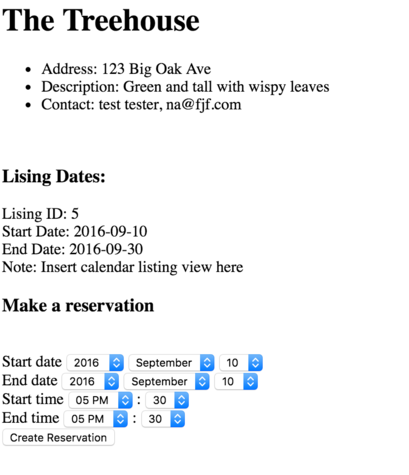 The Treehouse
Address: 123 Big Oak Ave
Description: Green and tall with wispy leaves
Contact: test tester, na@fjf.com
Lising Dates:
Lising ID: 5
Start Date: 2016-09-10
End Date: 2016-09-30
Note: Insert calendar listing view here
Make a reservation
Start date 2016 September 10
End date 2016 September 10
Start time 05 PM : 30
End time 05 PM : 30
Create Reservation